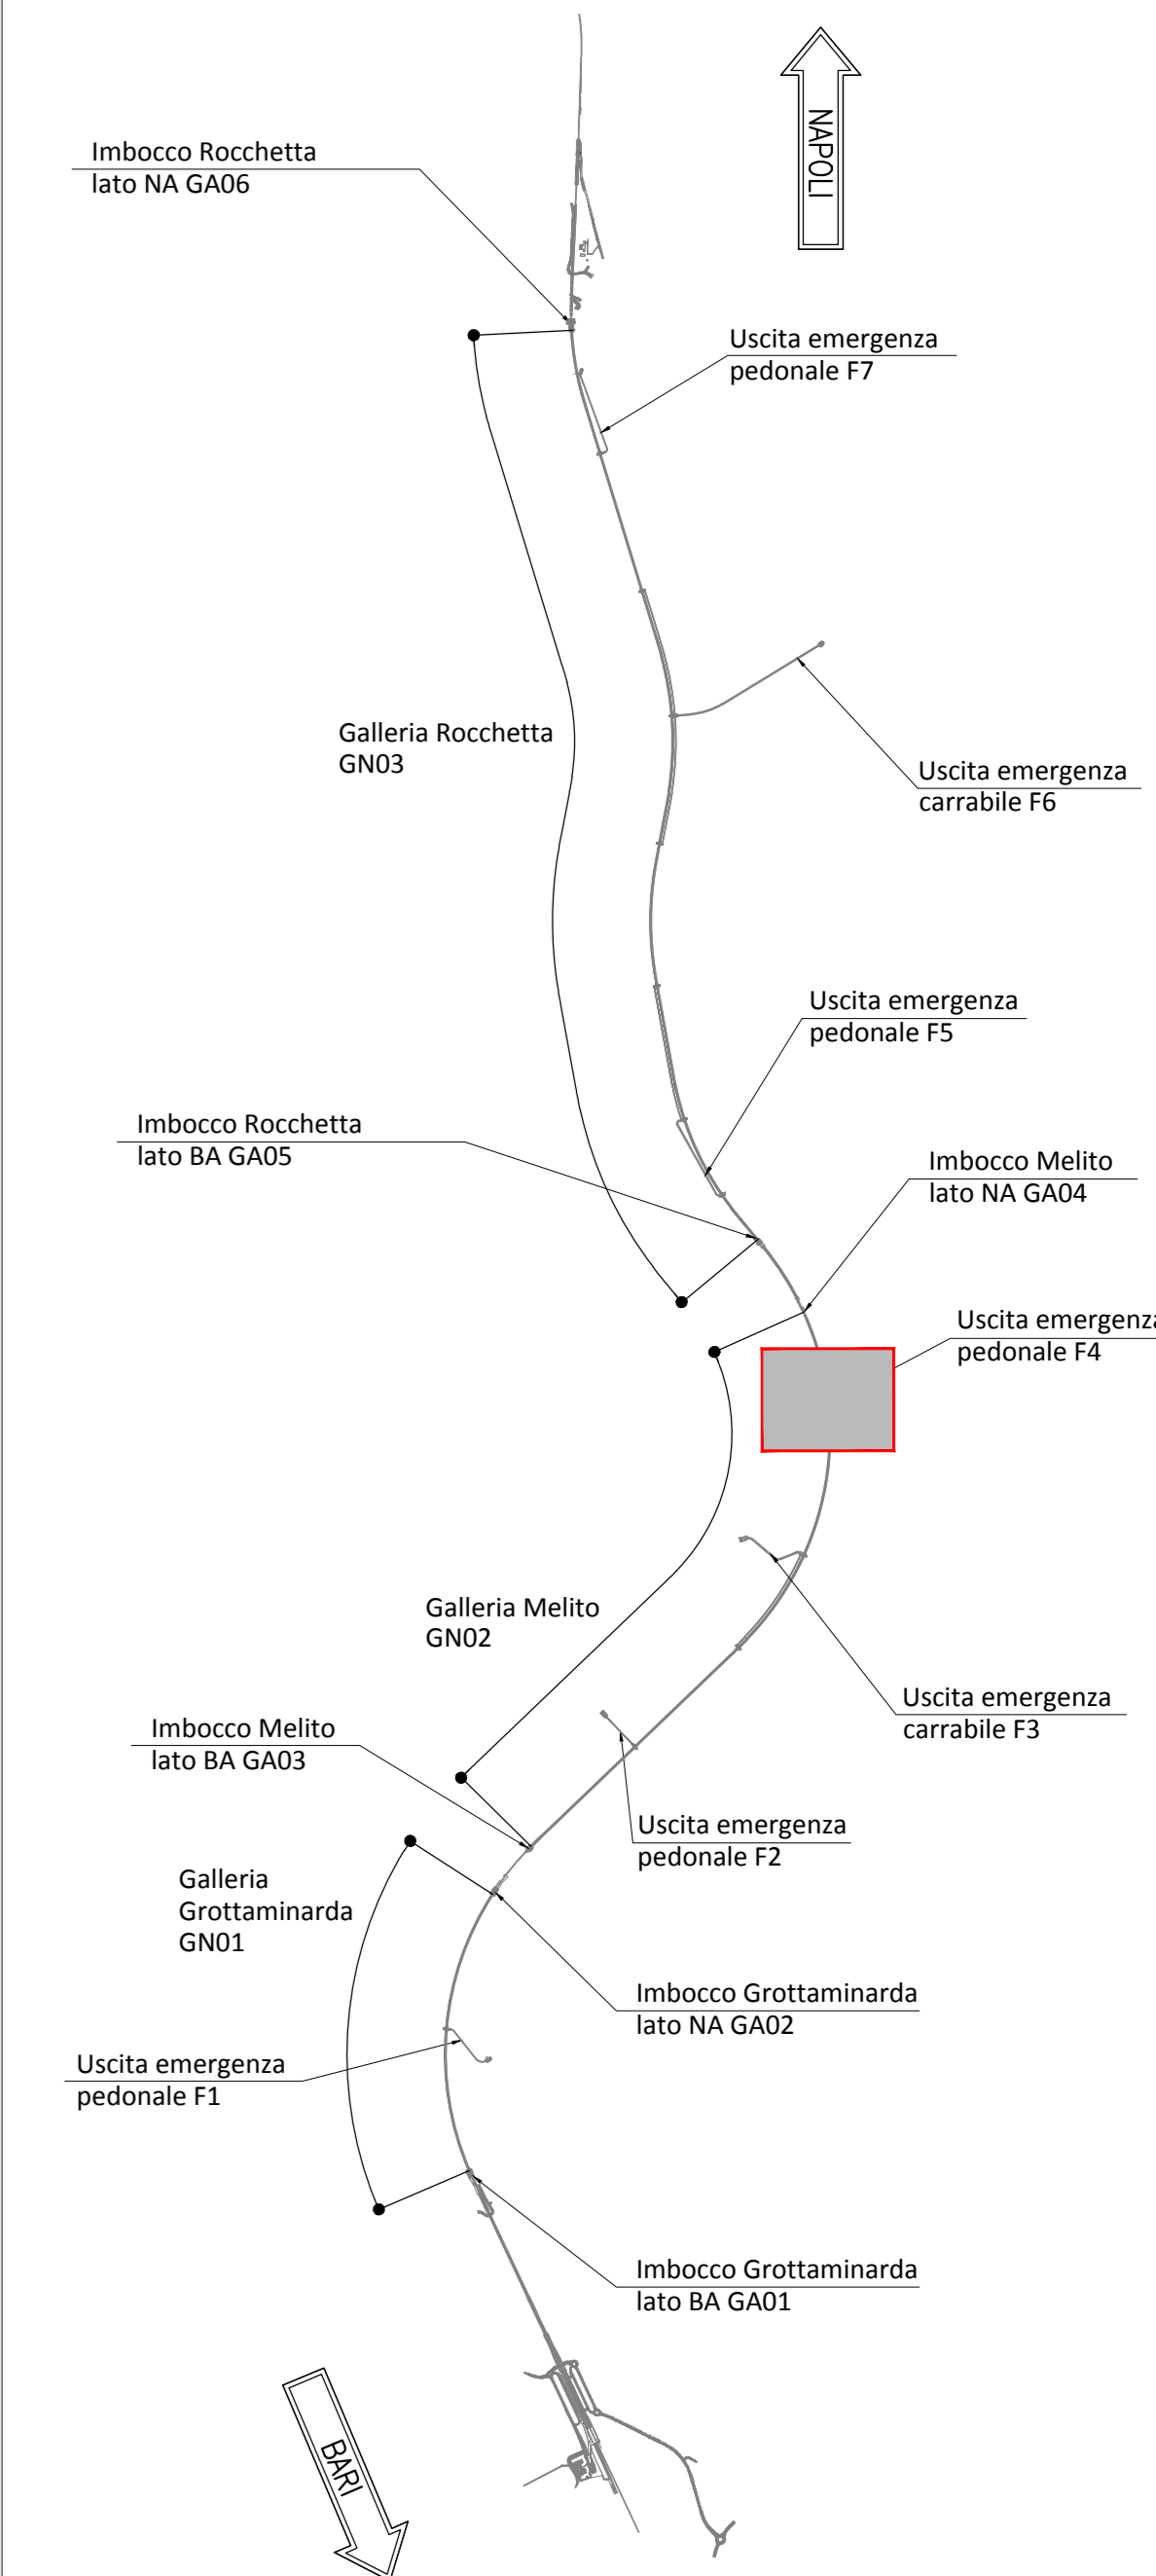 NAPOLI
Imbocco Rocchetta
lato NA GA06
Uscita emergenza
pedonale F7
Galleria Rocchetta
GN03
Uscita emergenza
carrabile F6
Uscita emergenza
pedonale F5
Imbocco Rocchetta
lato BA GA05
Imbocco Melito
lato NA GA04
Uscita emergenza
pedonale F4
Galleria Melito
GN02
Uscita emergenza
carrabile F3
Imbocco Melito
lato BA GA03
Uscita emergenza
pedonale F2
Galleria
Grottaminarda
GN01
Imbocco Grottaminarda
lato NA GA02
Uscita emergenza
pedonale F1
Imbocco Grottaminarda
lato BA GA01
BARI